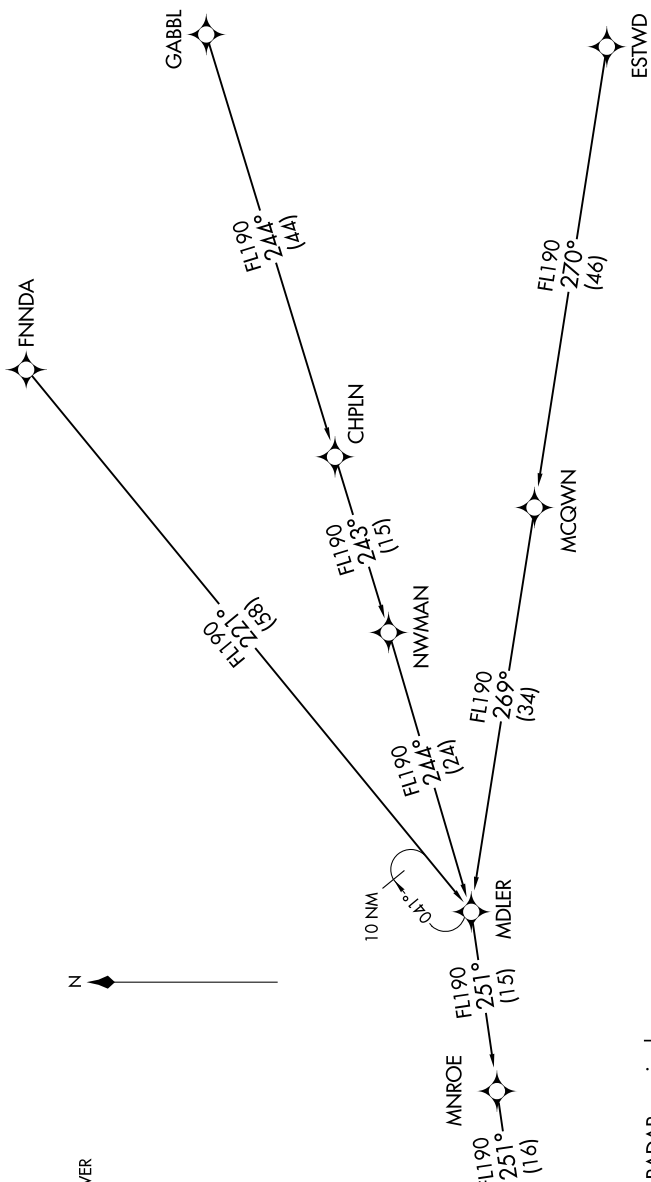 GABBL
ESTWD
FL190
244°
(44)
FL190
270°
(46)
FNNDA
CHPLN
MCQWN
FL190
243°
(15)
NWMAN
FL190
221°
(58)
FL190
244°
(24)
FL190
269°
(34)
10 NM
041°
MDLER
N
FL190
251°
(15)
MNROE
FL190
251°
(16)